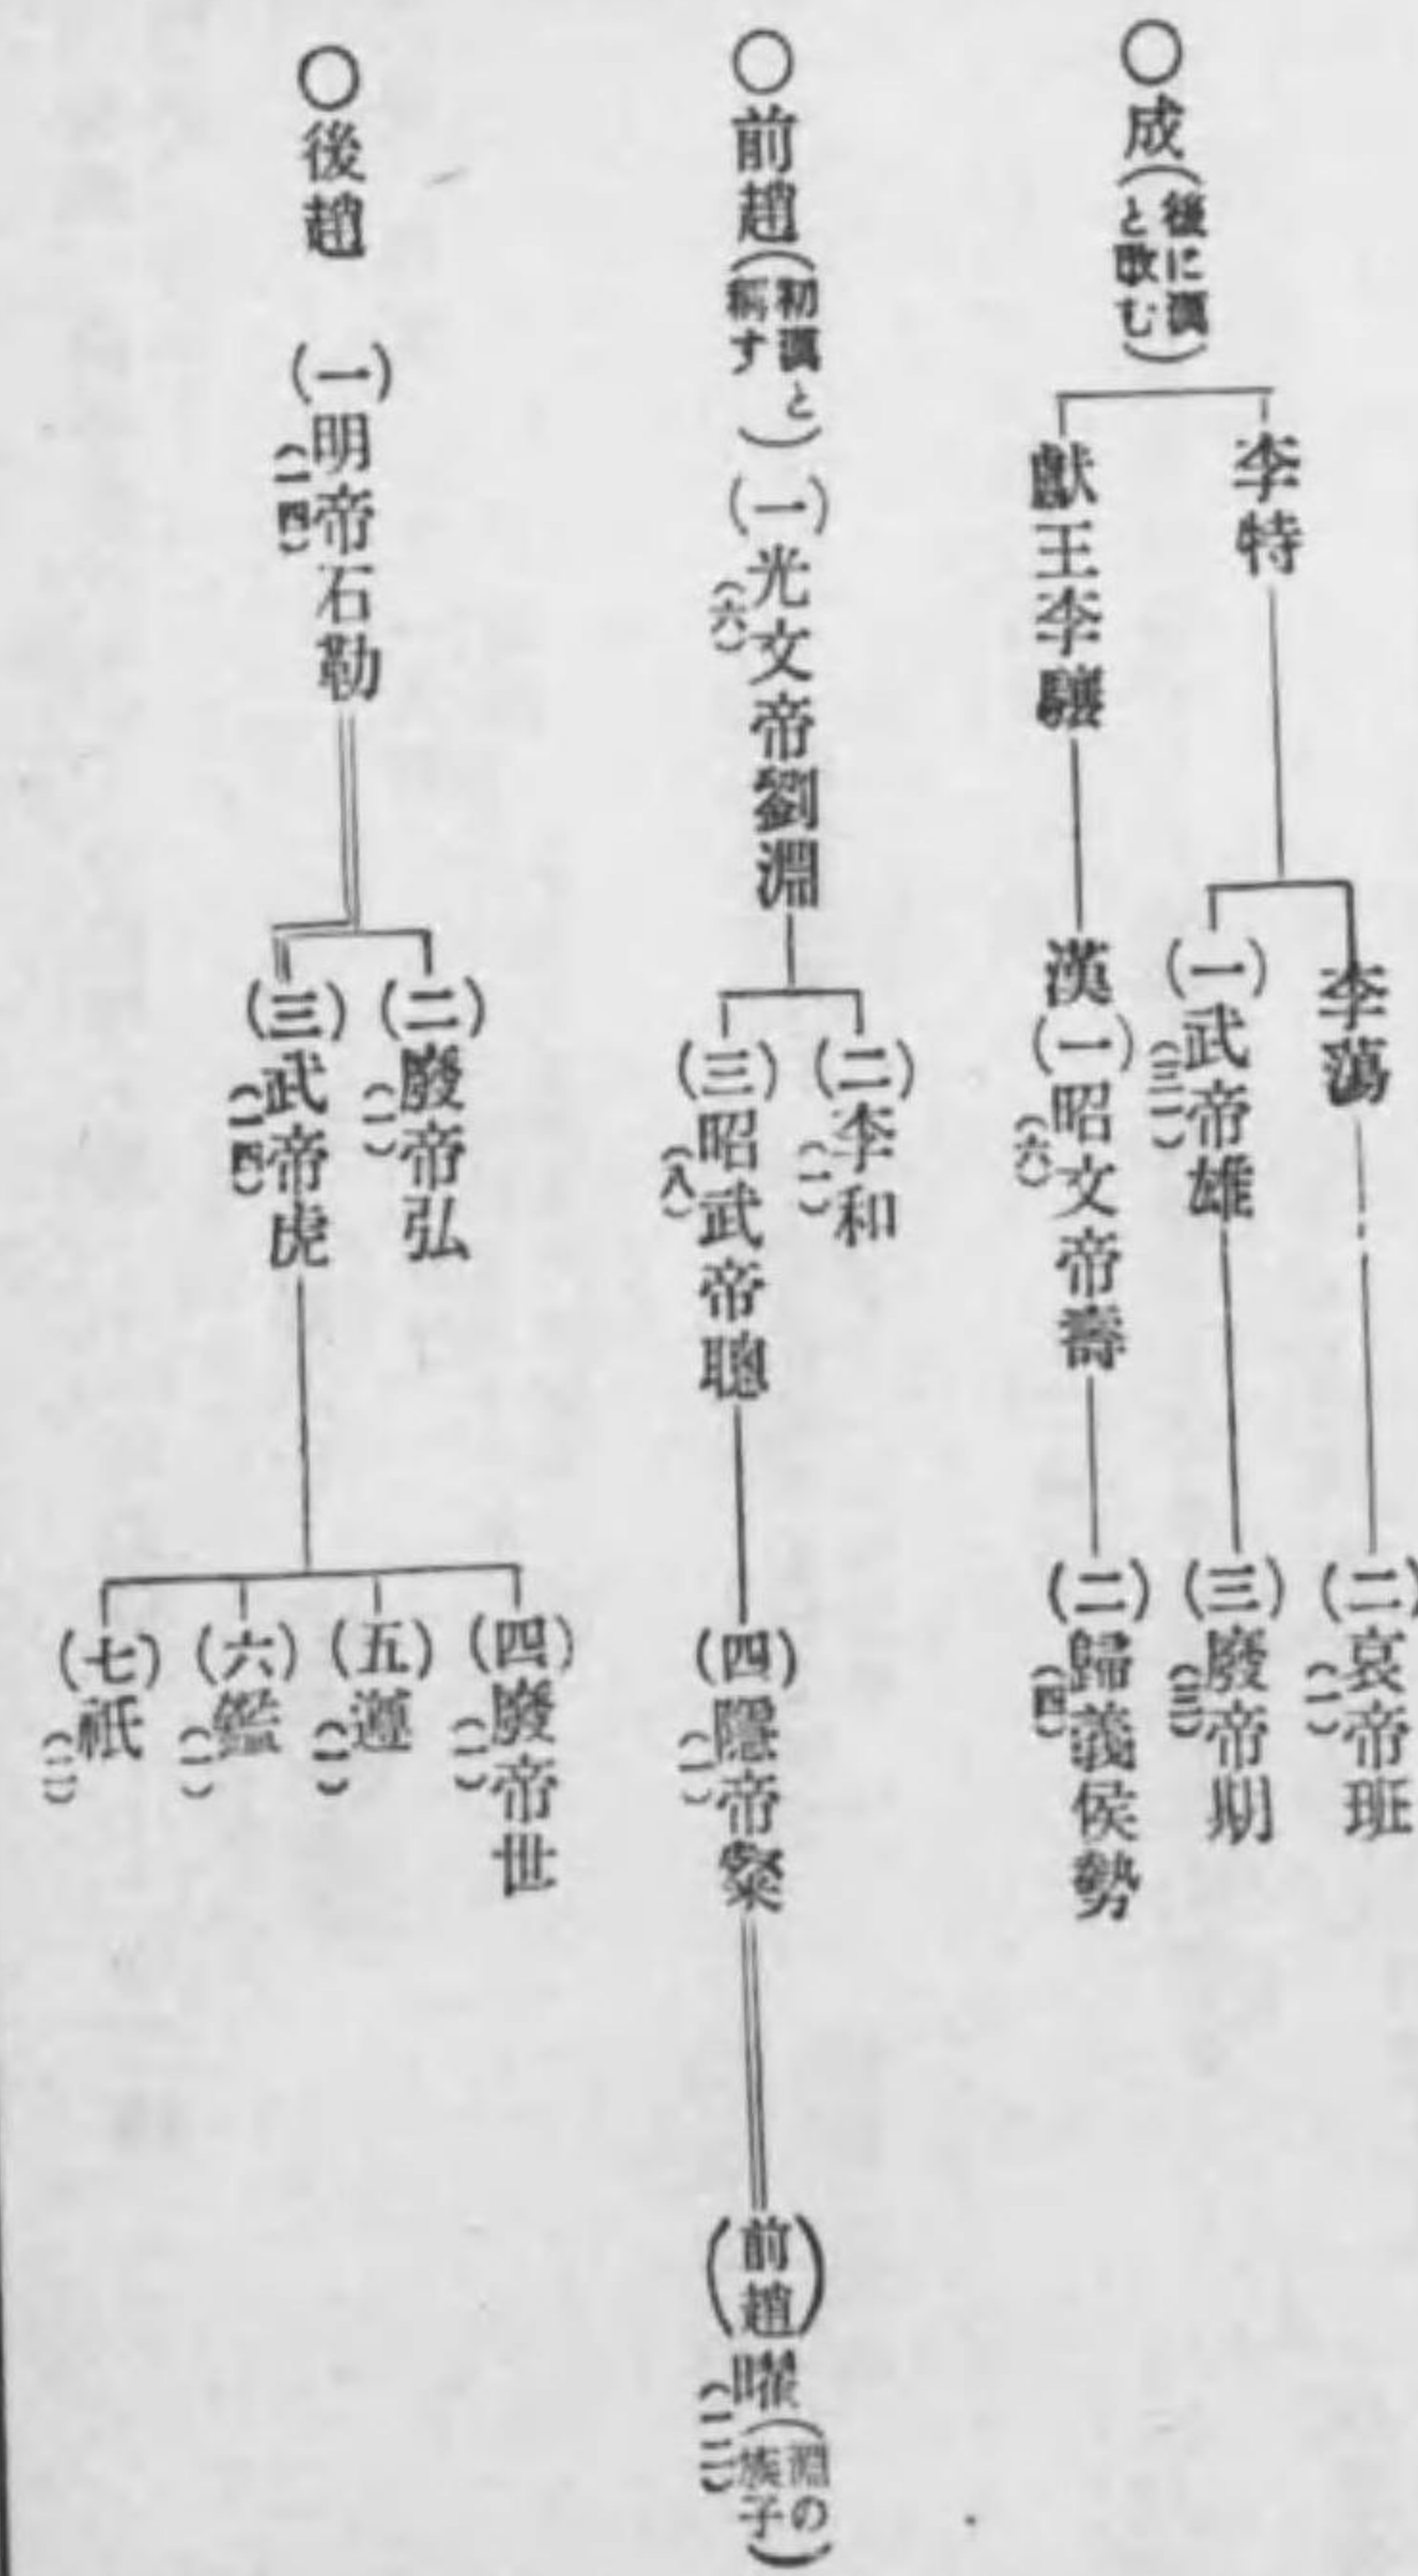 〇成(後に漢と改む)
李特
李蕩
(二)哀帝班(一)
(一)武帝雄(三一)
(三)廢帝期(三)
獻王李驤
漢(一)昭文帝壽(六)
(二)歸義侯勢(四)
〇前趙(初漢と稱す)
(一)光文帝劉淵(六)
(二)李和(一)
(三)昭武帝聰(八)
(四)隱帝粲(一)
(前趙)曜(淵の族子)(一二)
〇後趙
(一)明帝石勒(一四)
(二)廢帝弘(一)
(三)武帝虎(一四)
(四)廢帝世(一)
(五)遵(一)
(六)鑑(一)
(七)祇(二)